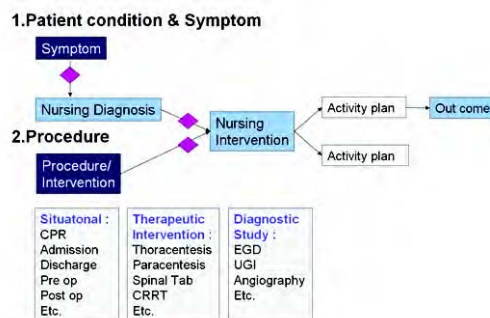 1.Patient condition & Symptom
Symptom
Nursing Diagnosis
Nursing
Intervention
Activity plan
Out come
Activity plan
2.Procedure
Procedure/
Intervention
Situatonal :
CPR
Admission
Discharge
Pre op
Post op
Etc.
Therapeutic
Intervention :
Thoracentesis
Paracentesis
Spinal Tab
CRRT
Etc.
Diagnostic
Study :
EGD
UGI
Angiography
Etc.